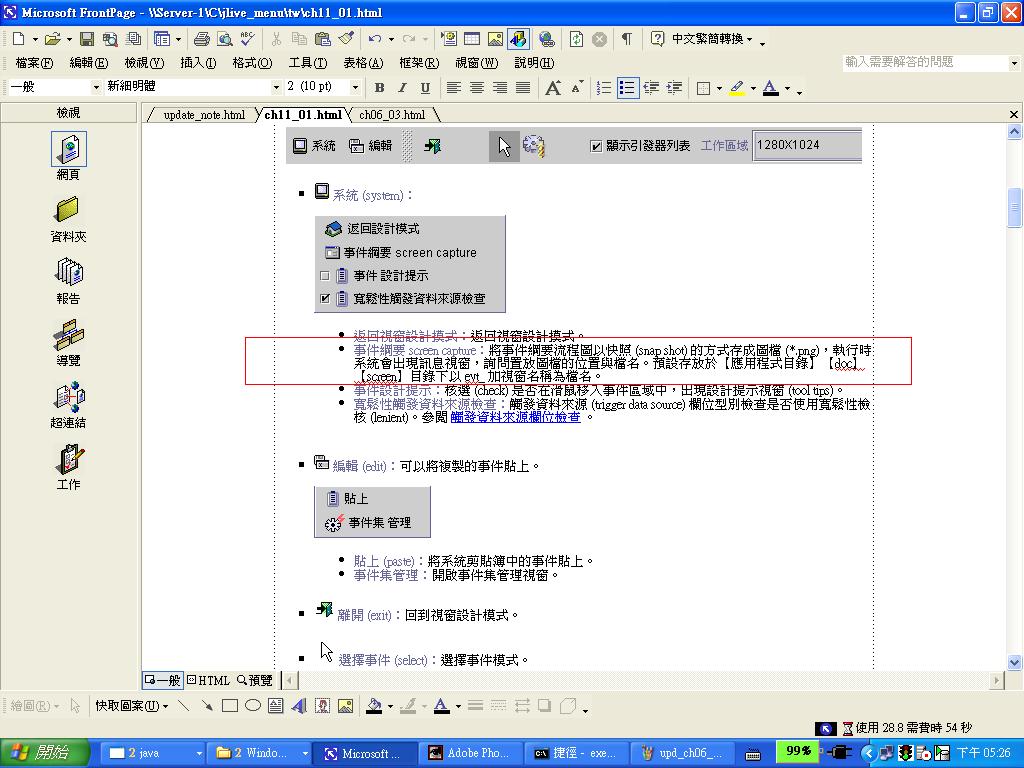 Microsoft FrontPage - \\Server-1\C\jlive_menu\tw\ch11_01.html
中文繁簡轉換
檔案(F) 編輯(E) 檢視(V) 插入(I) 格式(O) 工具(T) 表格(A) 框架(R) 視窗(W) 說明(H) 輸入需要解答的問題
一般 新細明體 2 (10 pt) B I U
檢視 update_note.html ch11_01.html ch06_03.html
網頁
資料夾
報告
導覽
超連結
工作
系統 編輯 顯示引發器列表 工作區域 1280X1024
系統 (system)：
返回設計模式
事件綱要 screen capture
事件 設計提示
寬鬆性觸發資料來源檢查
返回視窗設計摸式：返回視窗設計摸式。
事件綱要 screen capture：將事件綱要流程圖以快照 (snap shot) 的方式存成圖檔 (*.png)，執行時
系統會出現訊息視窗，詢問置放圖檔的位置與檔名。預設存放於【應用程式目錄】【doc】
【screen】目錄下以 evt_ 加視窗名稱為檔名。
事件設計提示：核選 (check) 是否在滑鼠移入事件區域中，出現設計提示視窗 (tool tips)。
寬鬆性觸發資料來源檢查：觸發資料來源 (trigger data source) 欄位型別檢查是否使用寬鬆性檢
核 (lenient)。參閱 觸發資料來源欄位檢查 。
編輯 (edit)：可以將複製的事件貼上。
貼上
事件集 管理
貼上 (paste)：將系統剪貼簿中的事件貼上。
事件集管理：開啟事件集管理視窗。
離開 (exit)：回到視窗設計模式。
選擇事件 (select)：選擇事件模式。
一般 HTML 預覽
繪圖(R) 快取圖案(U)
使用 28.8 需費時 54 秒
開始 2 java 2 Windo... Microsoft ... Adobe Pho... 捷徑 - exe... upd_ch06_... 99% 下午 05:26